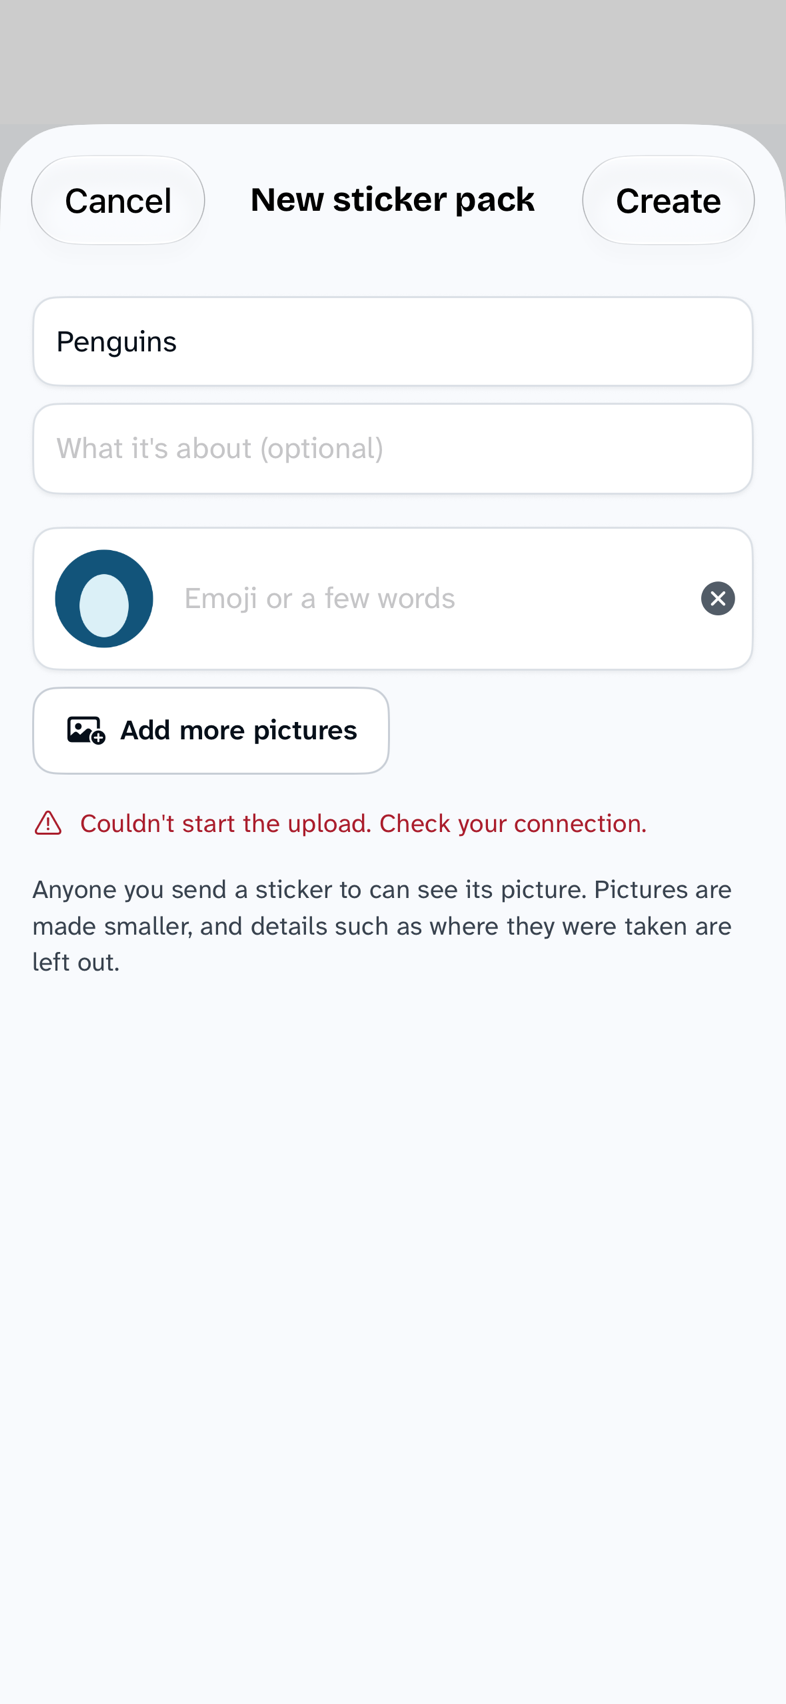 Cancel
New sticker pack
Create
Penguins
What it's about (optional)
Emoji or a few words
Add more pictures
Couldn't start the upload. Check your connection.
Anyone you send a sticker to can see its picture. Pictures are
made smaller, and details such as where they were taken are
left out.